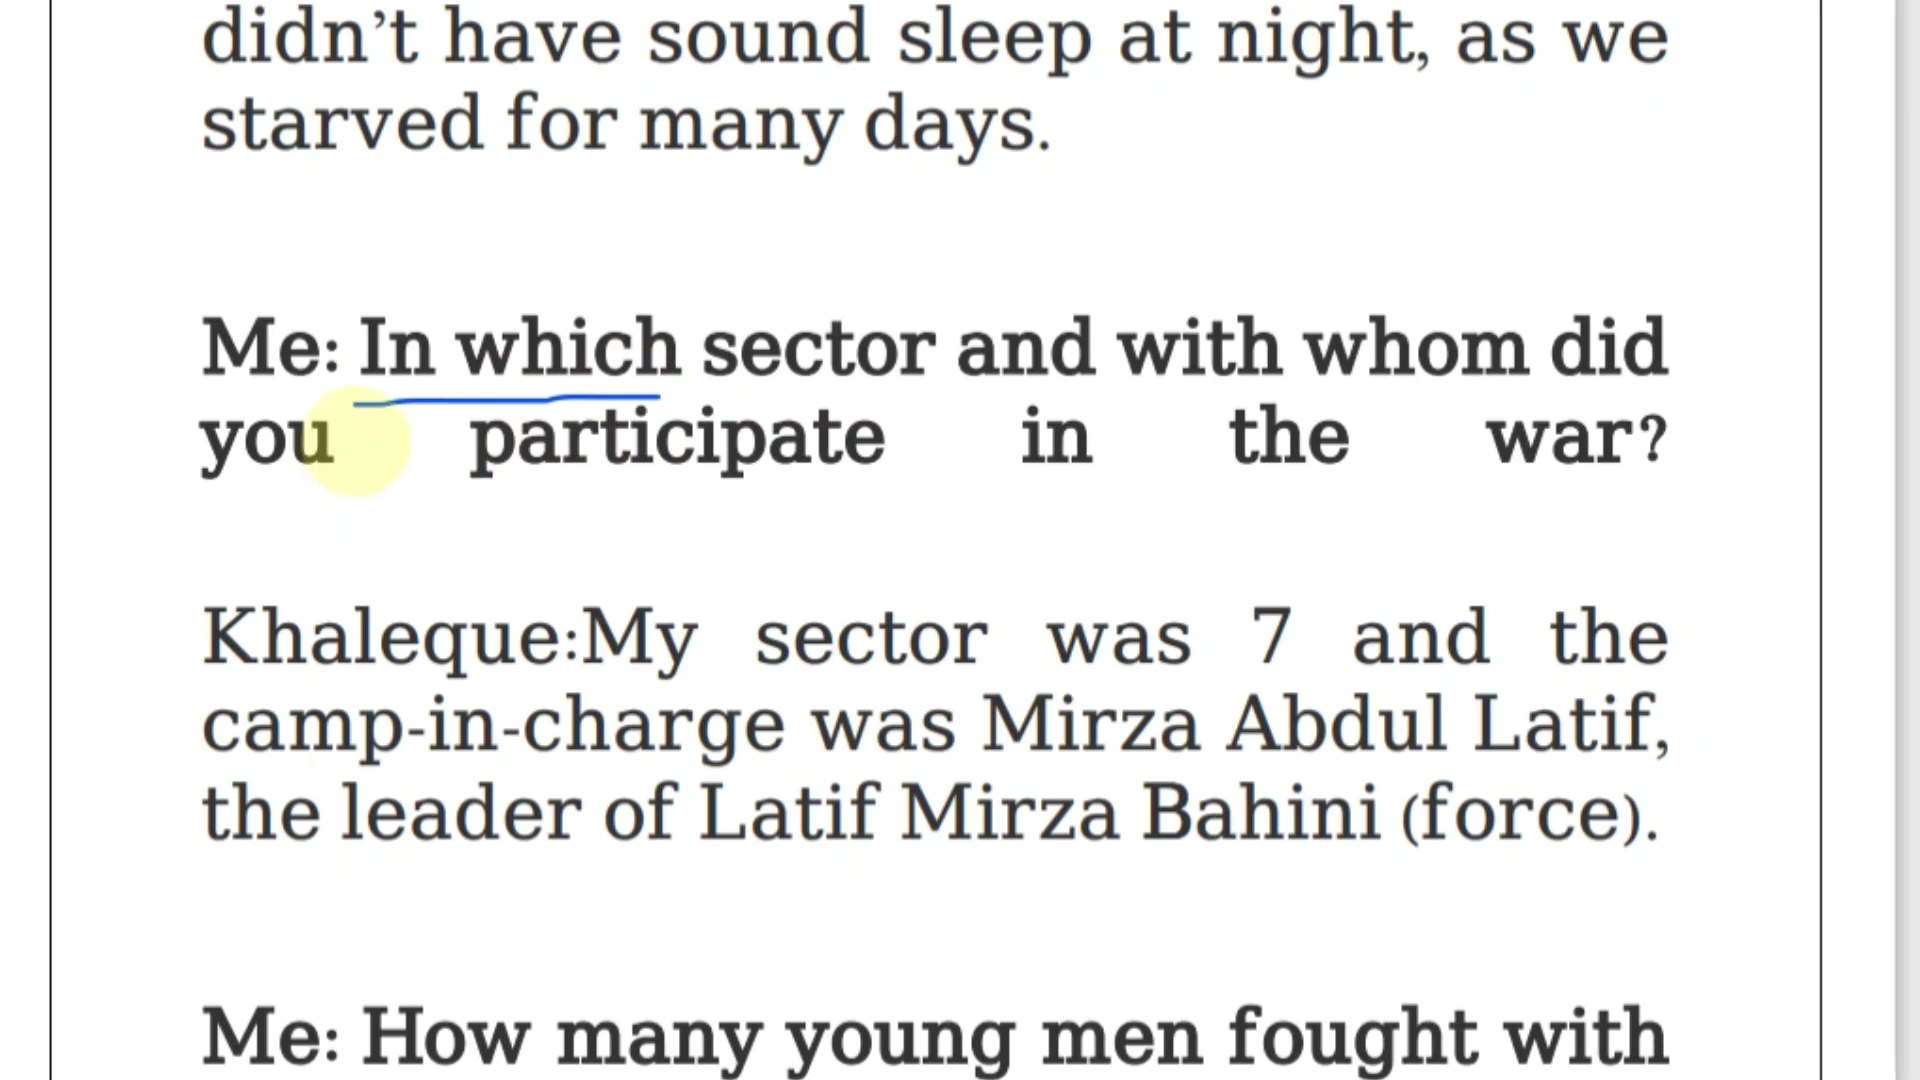 didn’t have sound sleep at night, as we
starved for many days.
Me: In which sector and with whom did
you participate in the war?
Khaleque:My sector was 7 and the
camp-in-charge was Mirza Abdul Latif,
the leader of Latif Mirza Bahini (force).
Me: How many young men fought with